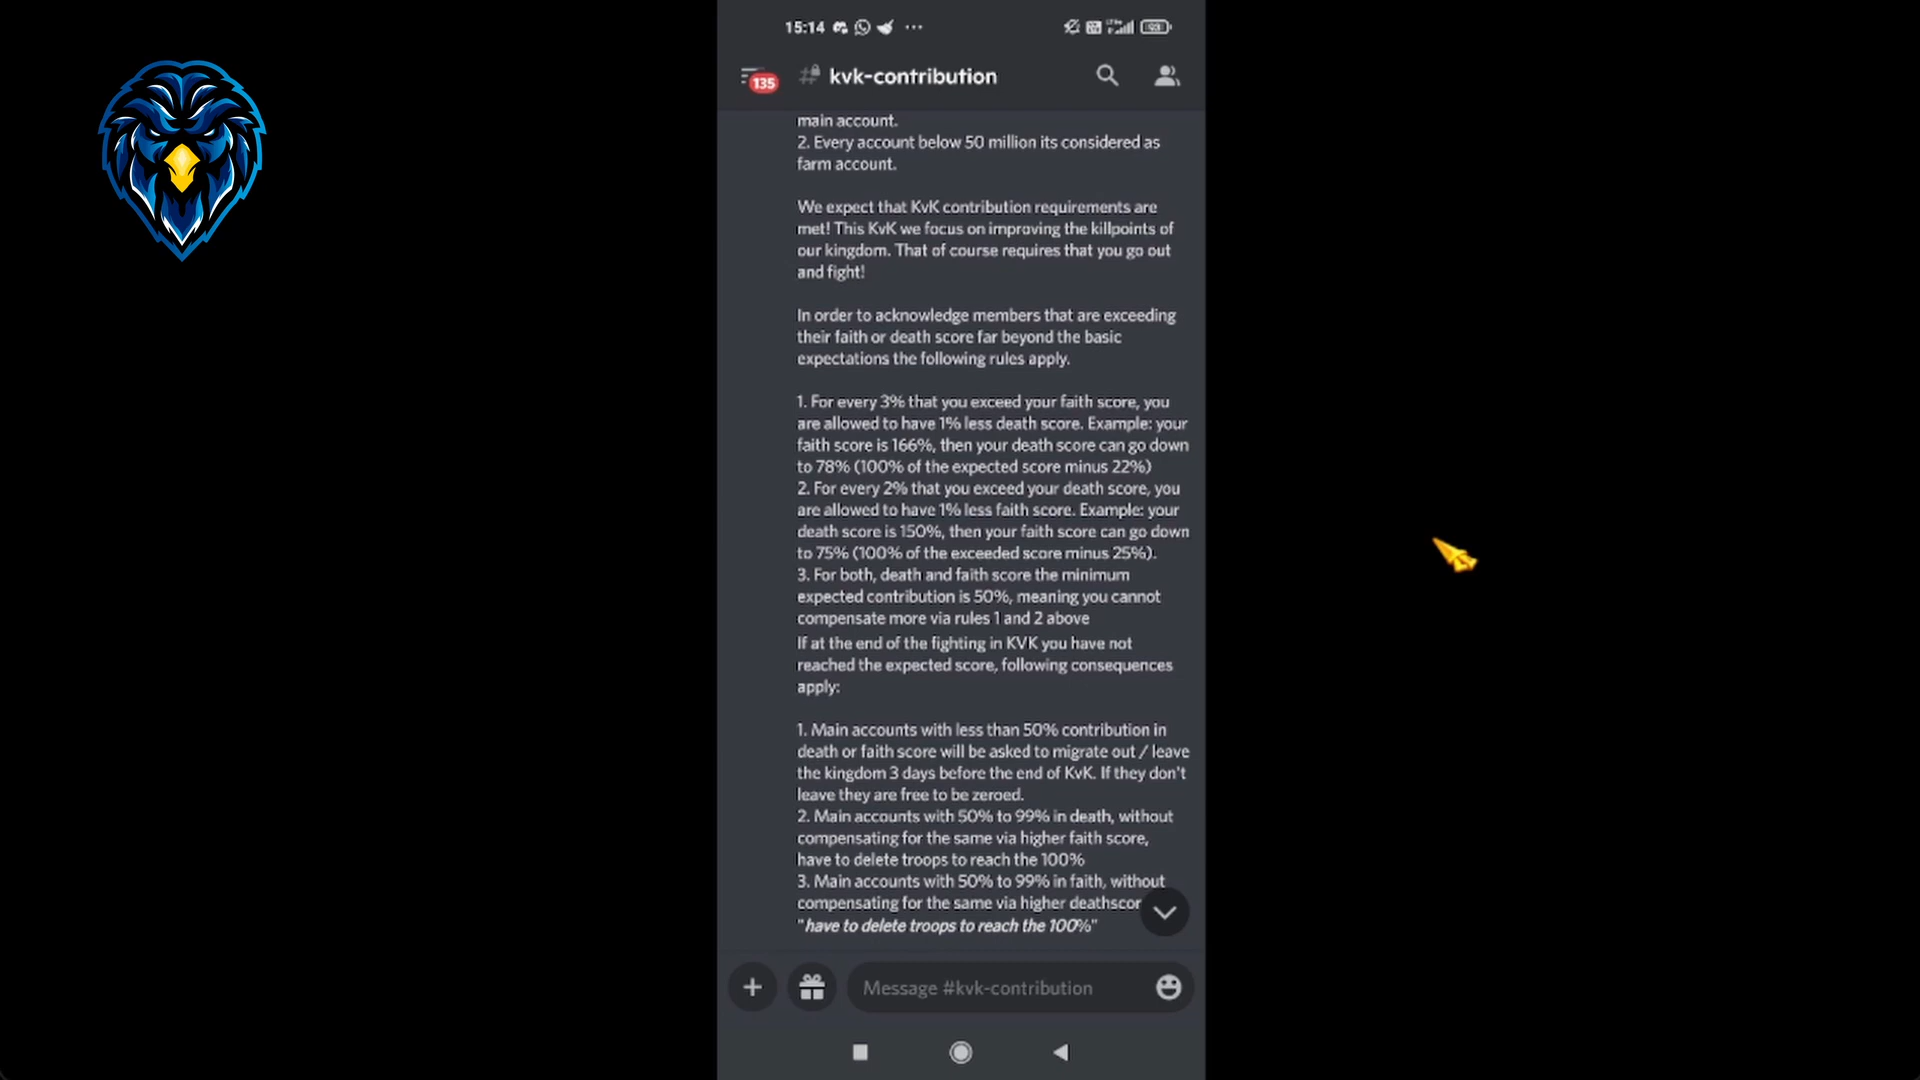 15:14
135 kvk-contribution
main account.
2. Every account below 50 million its considered as
farm account.
We expect that KvK contribution requirements are
met! This KvK we focus on improving the killpoints of
our kingdom. That of course requires that you go out
and fight!
In order to acknowledge members that are exceeding
their faith or death score far beyond the basic
expectations the following rules apply.
1. For every 3% that you exceed your faith score, you
are allowed to have 1% less death score. Example: your
faith score is 166%, then your death score can go down
to 78% (100% of the expected score minus 22%)
2. For every 2% that you exceed your death score, you
are allowed to have 1% less faith score. Example: your
death score is 150%, then your faith score can go down
to 75% (100% of the exceeded score minus 25%).
3. For both, death and faith score the minimum
expected contribution is 50%, meaning you cannot
compensate more via rules 1 and 2 above
If at the end of the fighting in KVK you have not
reached the expected score, following consequences
apply:
1. Main accounts with less than 50% contribution in
death or faith score will be asked to migrate out / leave
the kingdom 3 days before the end of KvK. If they don't
leave they are free to be zeroed.
2. Main accounts with 50% to 99% in death, without
compensating for the same via higher faith score,
have to delete troops to reach the 100%
3. Main accounts with 50% to 99% in faith, without
compensating for the same via higher deathscor
"have to delete troops to reach the 100%"
Message #kvk-contribution